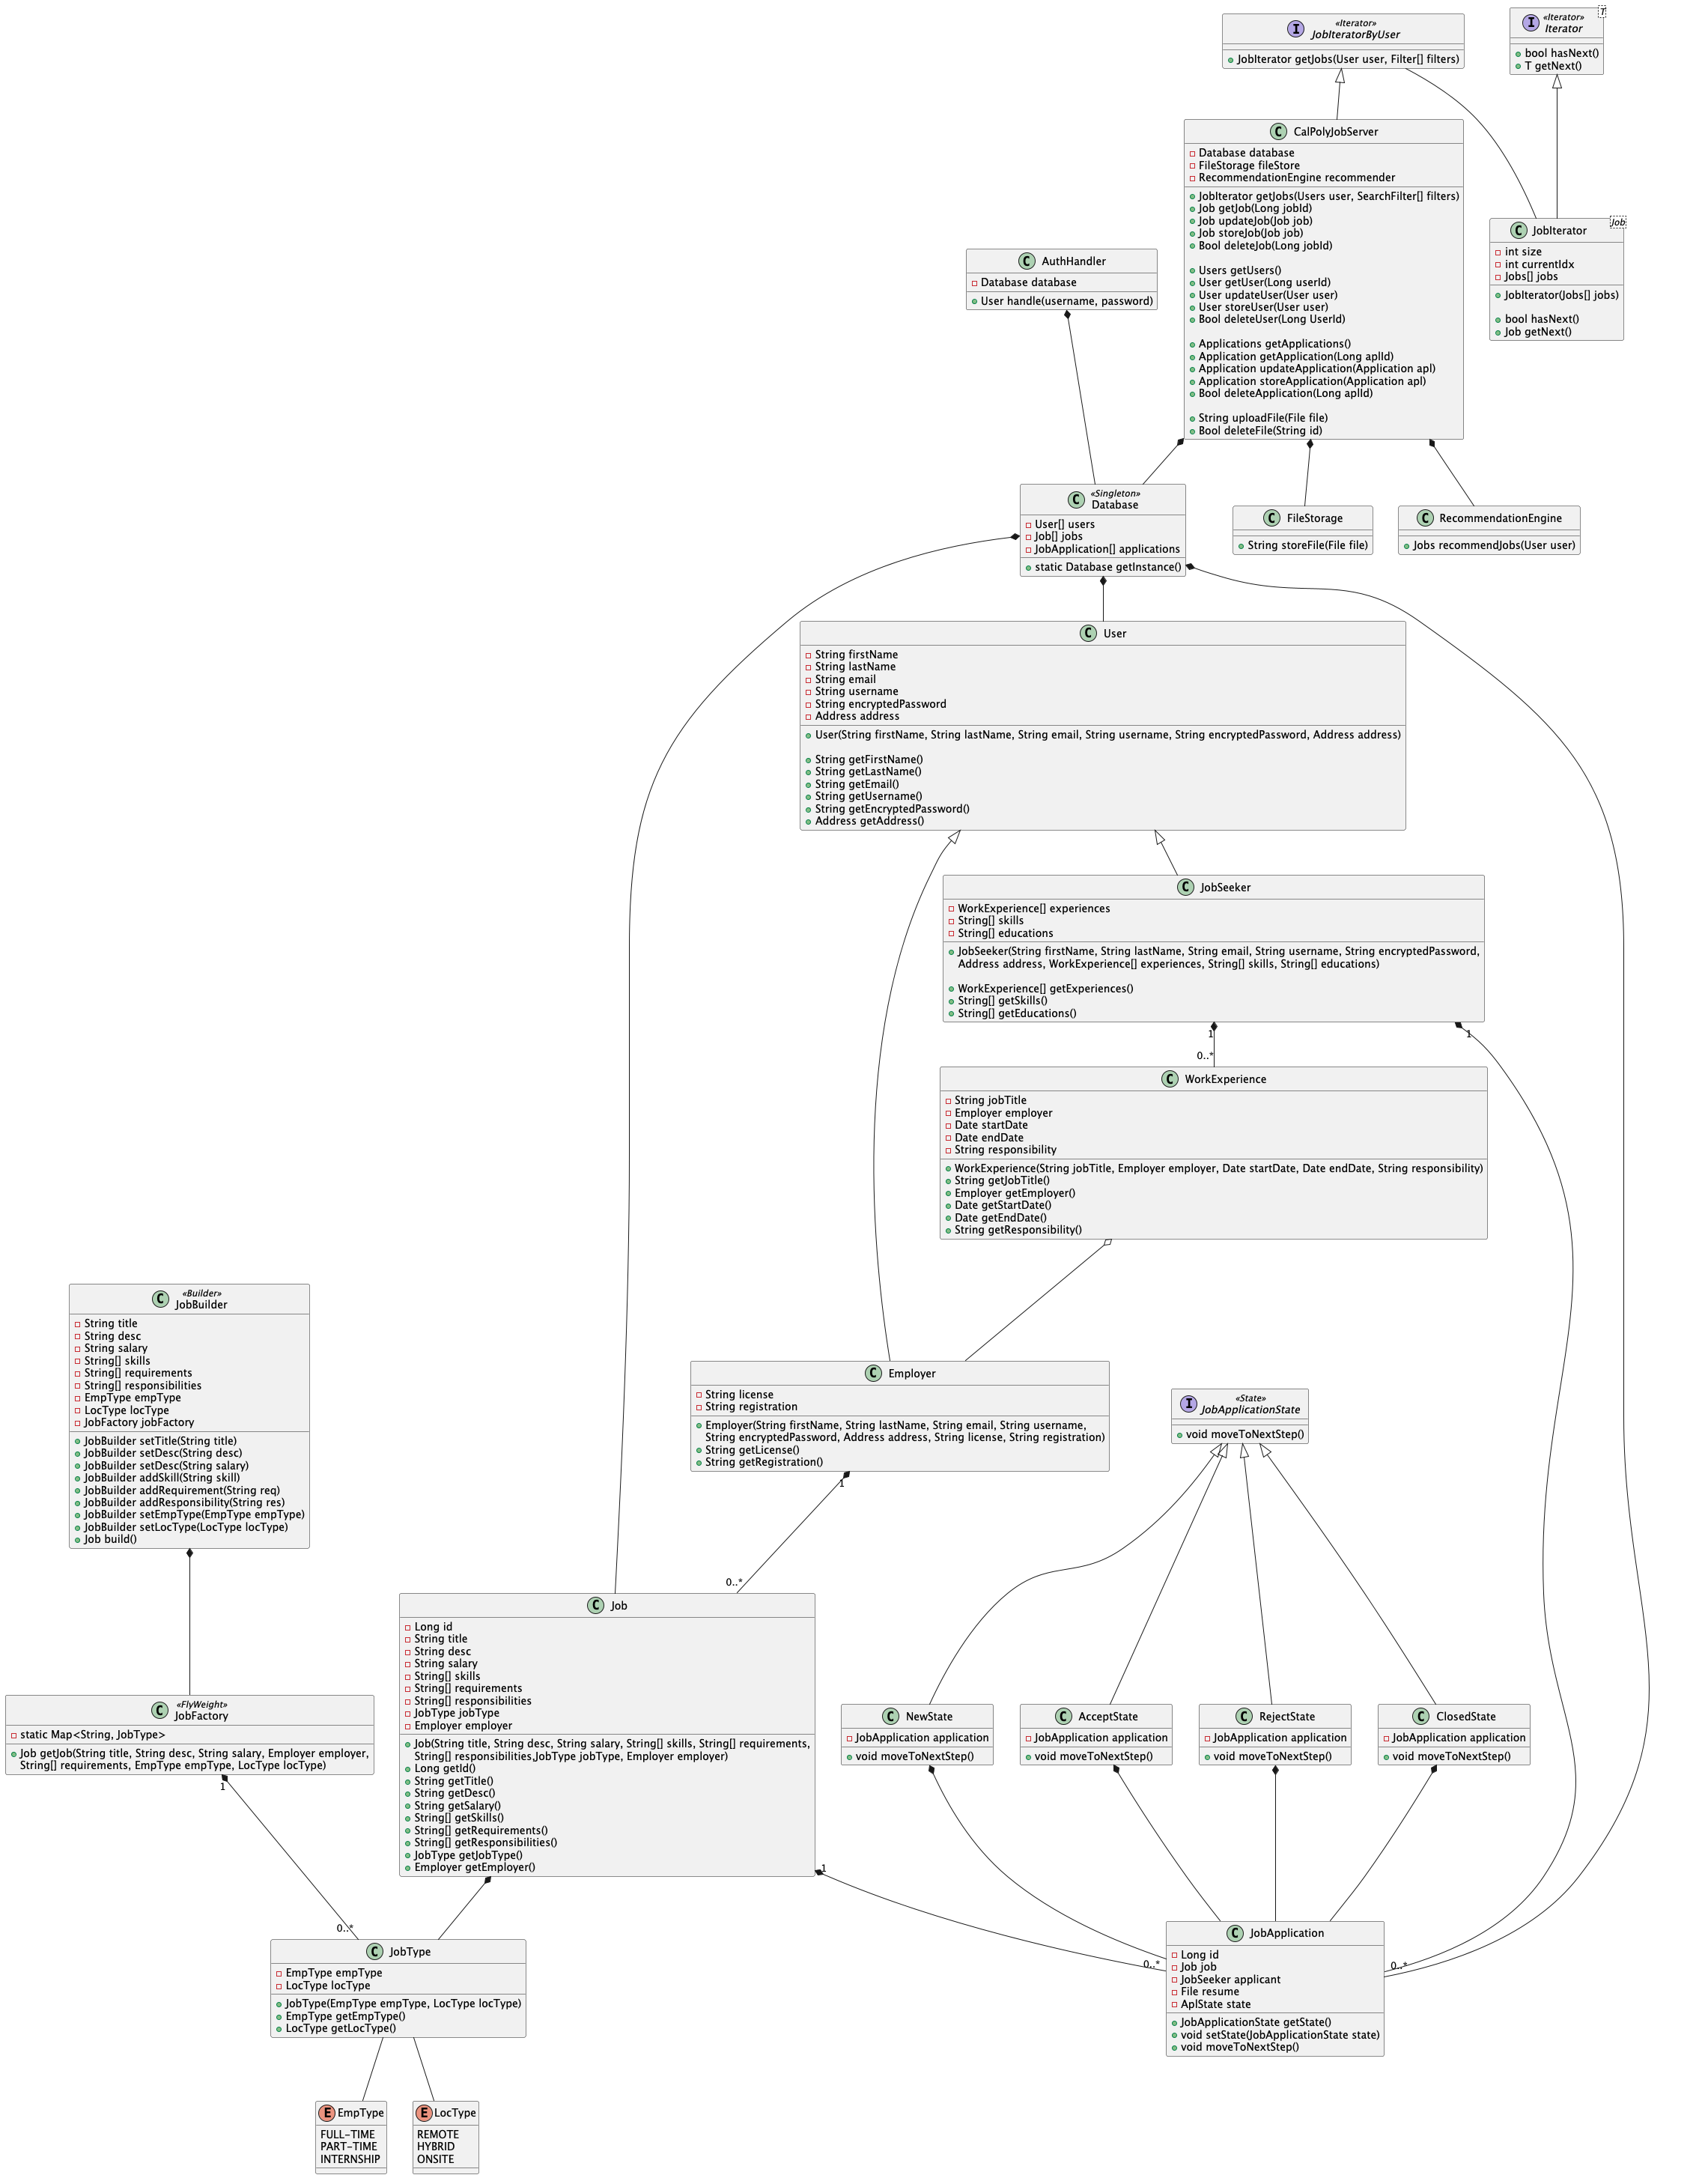 «Iterator»
JobIteratorByUser
JobIterator getJobs(User user, Filter[] filters)
T
«Iterator»
Iterator
bool hasNext()
T getNext()
CalPolyJobServer
Database database
FileStorage fileStore
RecommendationEngine recommender
JobIterator getJobs(Users user, SearchFilter[] filters)
Job getJob(Long jobId)
Job updateJob(Job job)
Job storeJob(Job job)
Bool deleteJob(Long jobId)
Users getUsers()
User getUser(Long userId)
User updateUser(User user)
User storeUser(User user)
Bool deleteUser(Long UserId)
Applications getApplications()
Application getApplication(Long aplId)
Application updateApplication(Application apl)
Application storeApplication(Application apl)
Bool deleteApplication(Long aplId)
String uploadFile(File file)
Bool deleteFile(String id)
Job
JobIterator
int size
int currentIdx
Jobs[] jobs
JobIterator(Jobs[] jobs)
bool hasNext()
Job getNext()
AuthHandler
Database database
User handle(username, password)
«Singleton»
Database
User[] users
Job[] jobs
JobApplication[] applications
static Database getInstance()
FileStorage
String storeFile(File file)
RecommendationEngine
Jobs recommendJobs(User user)
User
String firstName
String lastName
String email
String username
String encryptedPassword
Address address
User(String firstName, String lastName, String email, String username, String encryptedPassword, Address address)
String getFirstName()
String getLastName()
String getEmail()
String getUsername()
String getEncryptedPassword()
Address getAddress()
JobSeeker
WorkExperience[] experiences
String[] skills
String[] educations
JobSeeker(String firstName, String lastName, String email, String username, String encryptedPassword,
Address address, WorkExperience[] experiences, String[] skills, String[] educations)
WorkExperience[] getExperiences()
String[] getSkills()
String[] getEducations()
1
1
0..*
WorkExperience
String jobTitle
Employer employer
Date startDate
Date endDate
String responsibility
WorkExperience(String jobTitle, Employer employer, Date startDate, Date endDate, String responsibility)
String getJobTitle()
Employer getEmployer()
Date getStartDate()
Date getEndDate()
String getResponsibility()
«Builder»
JobBuilder
String title
String desc
String salary
String[] skills
String[] requirements
String[] responsibilities
EmpType empType
LocType locType
JobFactory jobFactory
JobBuilder setTitle(String title)
JobBuilder setDesc(String desc)
JobBuilder setDesc(String salary)
JobBuilder addSkill(String skill)
JobBuilder addRequirement(String req)
JobBuilder addResponsibility(String res)
JobBuilder setEmpType(EmpType empType)
JobBuilder setLocType(LocType locType)
Job build()
Employer
String license
String registration
Employer(String firstName, String lastName, String email, String username,
String encryptedPassword, Address address, String license, String registration)
String getLicense()
String getRegistration()
1
0..*
«State»
JobApplicationState
void moveToNextStep()
Job
Long id
String title
String desc
String salary
String[] skills
String[] requirements
String[] responsibilities
JobType jobType
Employer employer
Job(String title, String desc, String salary, String[] skills, String[] requirements,
String[] responsibilities,JobType jobType, Employer employer)
Long getId()
String getTitle()
String getDesc()
String getSalary()
String[] getSkills()
String[] getRequirements()
String[] getResponsibilities()
JobType getJobType()
Employer getEmployer()
1
«FlyWeight»
JobFactory
static Map<String, JobType>
Job getJob(String title, String desc, String salary, Employer employer,
String[] requirements, EmpType empType, LocType locType)
1
0..*
NewState
JobApplication application
void moveToNextStep()
AcceptState
JobApplication application
void moveToNextStep()
RejectState
JobApplication application
void moveToNextStep()
ClosedState
JobApplication application
void moveToNextStep()
JobType
EmpType empType
LocType locType
JobType(EmpType empType, LocType locType)
EmpType getEmpType()
LocType getLocType()
0..*
0..*
JobApplication
Long id
Job job
JobSeeker applicant
File resume
AplState state
JobApplicationState getState()
void setState(JobApplicationState state)
void moveToNextStep()
EmpType
FULL-TIME
PART-TIME
INTERNSHIP
LocType
REMOTE
HYBRID
ONSITE